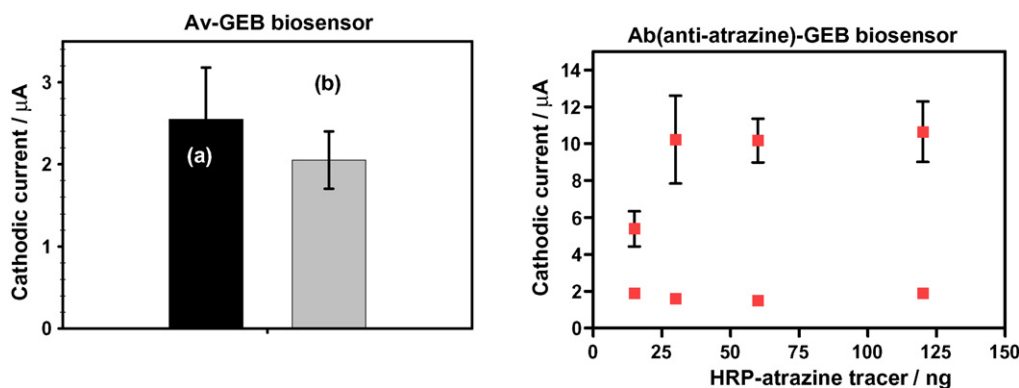 Av-GEB biosensor
Cathodic current / μA
3
2
1
0
(a)
(b)
Ab(anti-atrazine)-GEB biosensor
Cathodic current / μA
14
12
10
8
6
4
2
0
0 25 50 75 100 125 150
HRP-atrazine tracer / ng